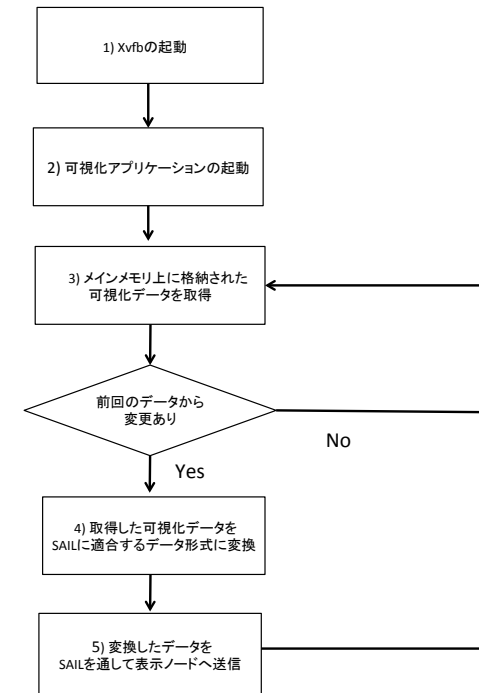 1) Xvfbの起動
2) 可視化アプリケーションの起動
3) メインメモリ上に格納された
可視化データを取得
前回のデータから
変更あり
No
Yes
4) 取得した可視化データを
SAILに適合するデータ形式に変換
5) 変換したデータを
SAILを通して表示ノードへ送信